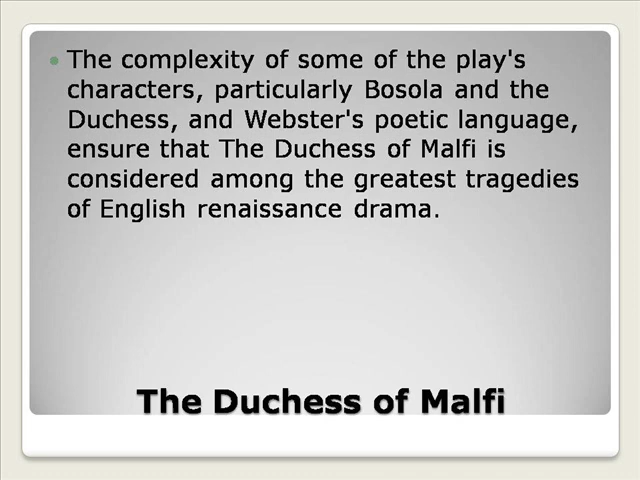 The complexity of some of the play's
characters, particularly Bosola and the
Duchess, and Webster's poetic language,
ensure that The Duchess of Malfi is
considered among the greatest tragedies
of English renaissance drama.
The Duchess of Malfi